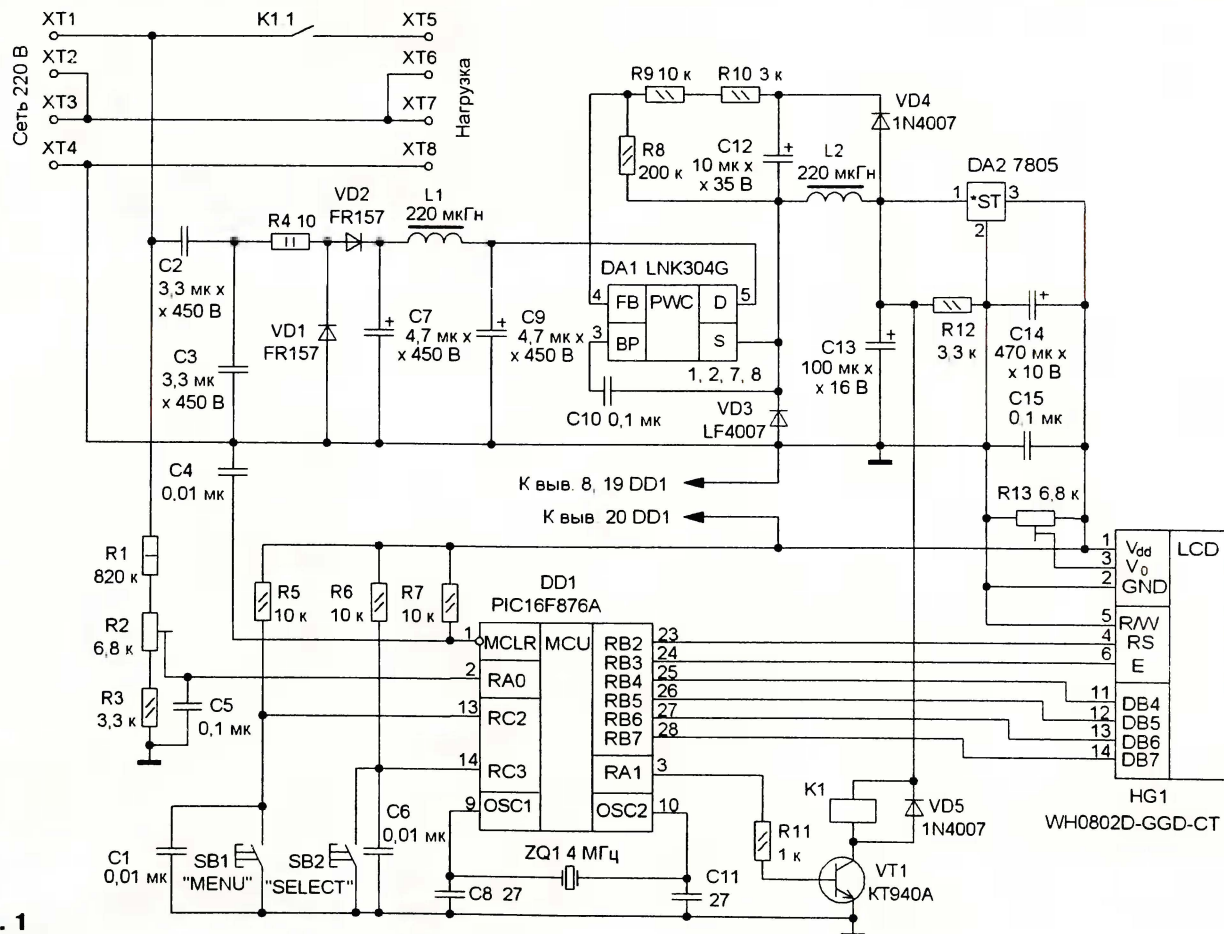 XT1
K1 1
XT5
Сеть 220 В
XT2
XT6
XT3
XT7
Нагрузка
XT4
XT8
R9 10 к
R10 3 к
VD4
1N4007
R8
200 к
C12
10 мк х
х 35 В
L2
220 мкГн
DA2 7805
1
*ST
3
2
VD2
FR157
L1
220 мкГн
R4 10
C2
3,3 мк х
х 450 В
DA1 LNK304G
4
FB
PWC
D
5
3
BP
S
1, 2, 7, 8
VD1
FR157
C7
4,7 мк х
х 450 В
C9
4,7 мк х
х 450 В
C3
3,3 мк
х 450 В
C10 0,1 мк
VD3
LF4007
C13
100 мк х
х 16 В
R12
3,3 к
C14
470 мк х
х 10 В
C15
0,1 мк
C4
0,01 мк
К выв. 8, 19 DD1
К выв. 20 DD1
R13 6,8 к
R1
820 к
R5
10 к
R6
10 к
R7
10 к
DD1
PIC16F876A
1
Vdd
LCD
3
V0
2
GND
5
R/W
4
RS
6
E
11
DB4
12
DB5
13
DB6
14
DB7
HG1
WH0802D-GGD-CT
R2
6,8 к
R3
3,3 к
C5
0,1 мк
1
MCLR
MCU
RB2
23
RB3
24
2
RA0
RB4
25
RB5
26
13
RC2
RB6
27
RB7
28
14
RC3
RA1
3
9
OSC1
OSC2
10
K1
VD5
1N4007
R11
1 к
VT1
КТ940А
C6
0,01 мк
C1
0,01 мк
SB1
"MENU"
SB2
"SELECT"
ZQ1 4 МГц
C8 27
C11
27
. 1